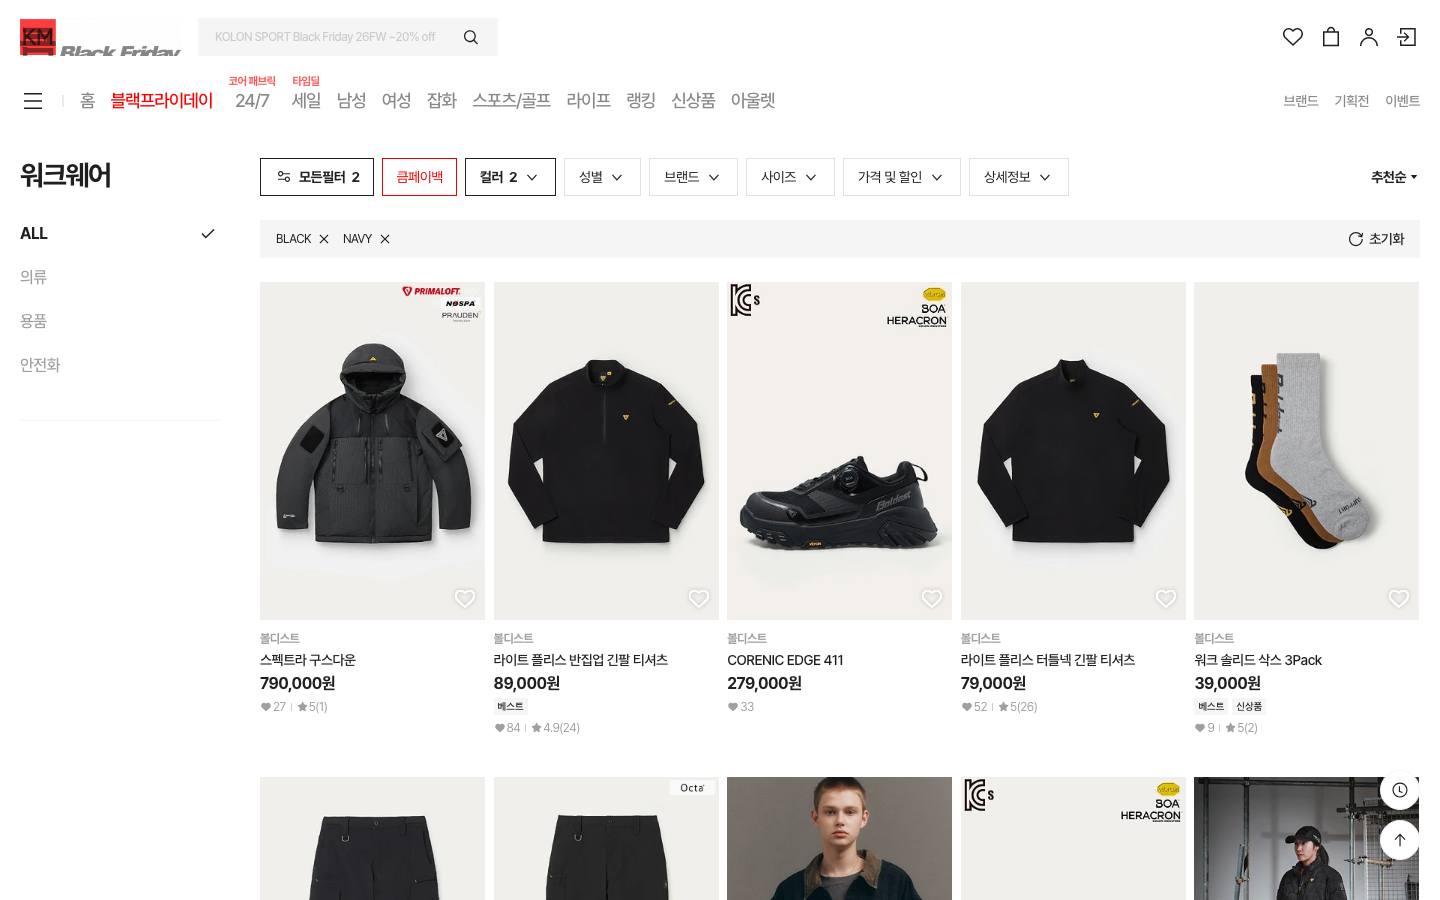 KM Black Friday
KOLON SPORT Black Friday 26FW ~20% off
코어 패브릭 타임딜
홈 블랙프라이데이 24/7 세일 남성 여성 잡화 스포츠/골프 라이프 랭킹 신상품 아울렛
브랜드 기획전 이벤트
워크웨어
ALL
의류
용품
안전화
모든필터 2 쿰페이백 컬러 2 성별 브랜드 사이즈 가격 및 할인 상세정보
추천순
BLACK NAVY
초기화
PRIMALOFT
NOSPA
PRAUDEN
KCs
vibram
BOA
HERACRON
BOA
Boldest
볼디스트
스펙트라 구스다운
790,000원
27 5(1)
볼디스트
라이트 플리스 반집업 긴팔 티셔츠
89,000원
베스트
84 4.9(24)
볼디스트
CORENIC EDGE 411
279,000원
33
볼디스트
라이트 플리스 터틀넥 긴팔 티셔츠
79,000원
52 5(26)
볼디스트
워크 솔리드 삭스 3Pack
39,000원
베스트 신상품
9 5(2)
Octa
KCs
vibram
BOA
HERACRON